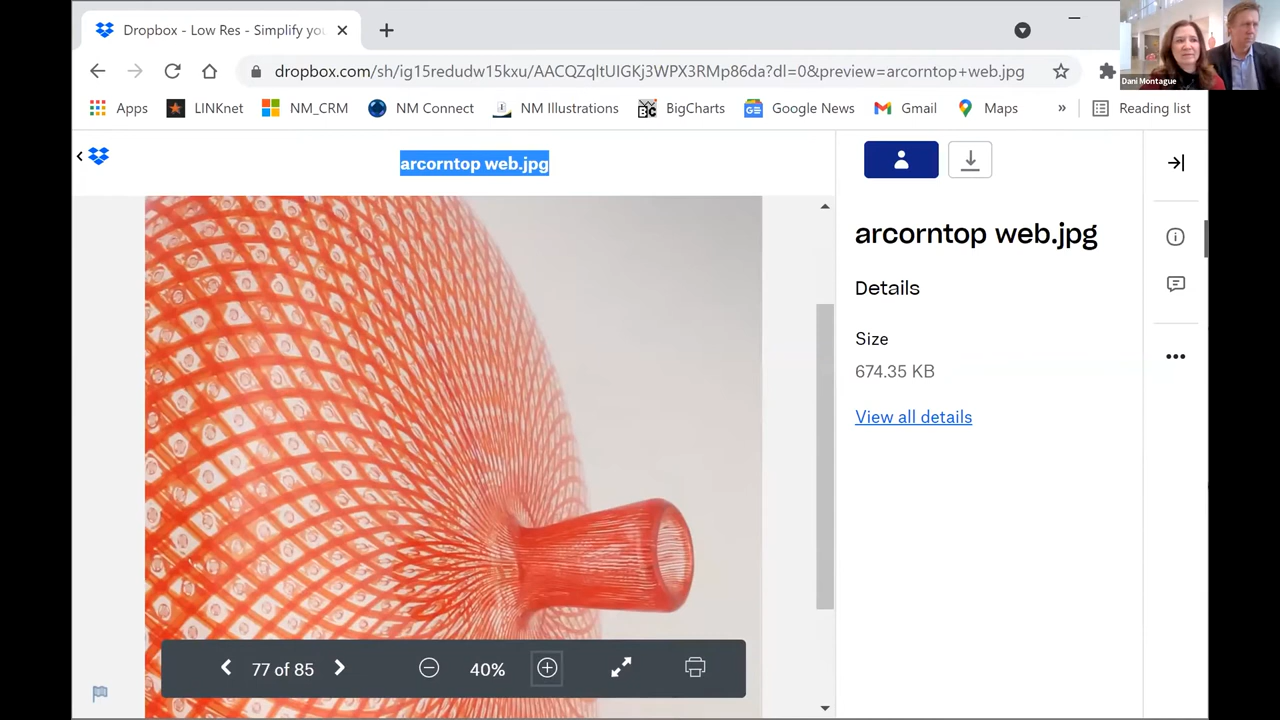 Dropbox - Low Res - Simplify you
dropbox.com/sh/ig15redudw15kxu/AACQZqltUIGKj3WPX3RMp86da?dl=0&preview=arcorntop+web.jpg
Dani Montague
Apps LINKnet NM_CRM NM Connect NM Illustrations BC BigCharts Google News Gmail Maps » Reading list
arcorntop web.jpg
arcorntop web.jpg
Details
Size
674.35 KB
View all details
77 of 85 40%